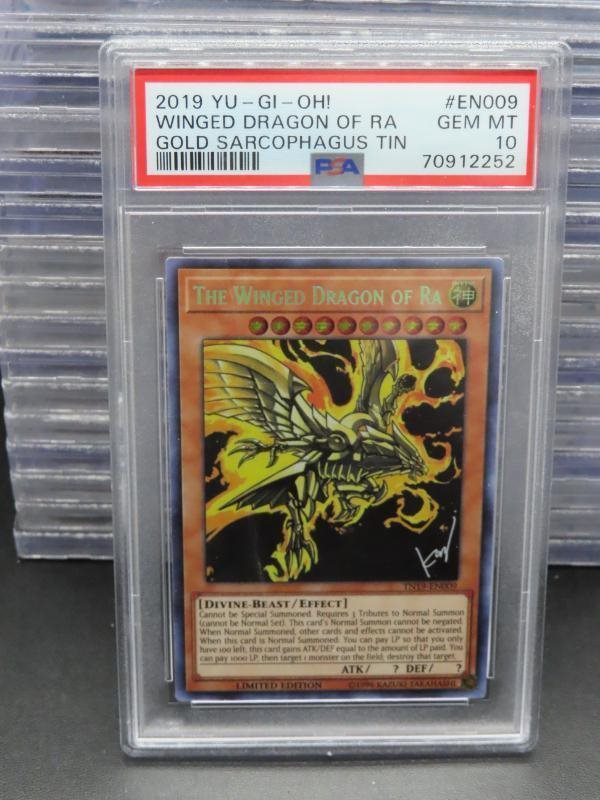 2019 YU-GI-OH! #EN009
WINGED DRAGON OF RA GEM MT
GOLD SARCOPHAGUS TIN 10
PSA 70912252
THE WINGED DRAGON OF RA 神
TN19-EN009
[DIVINE-BEAST/EFFECT]
Cannot be Special Summoned. Requires 3 Tributes to Normal Summon
(cannot be Normal Set). This card's Normal Summon cannot be negated.
When Normal Summoned, other cards and effects cannot be activated.
When this card is Normal Summoned: You can pay LP so that you only
have 100 left; this card gains ATK/DEF equal to the amount of LP paid. You
can pay 1000 LP, then target 1 monster on the field; destroy that target.
ATK/ ? DEF/ ?
LIMITED EDITION ©1996 KAZUKI TAKAHASHI